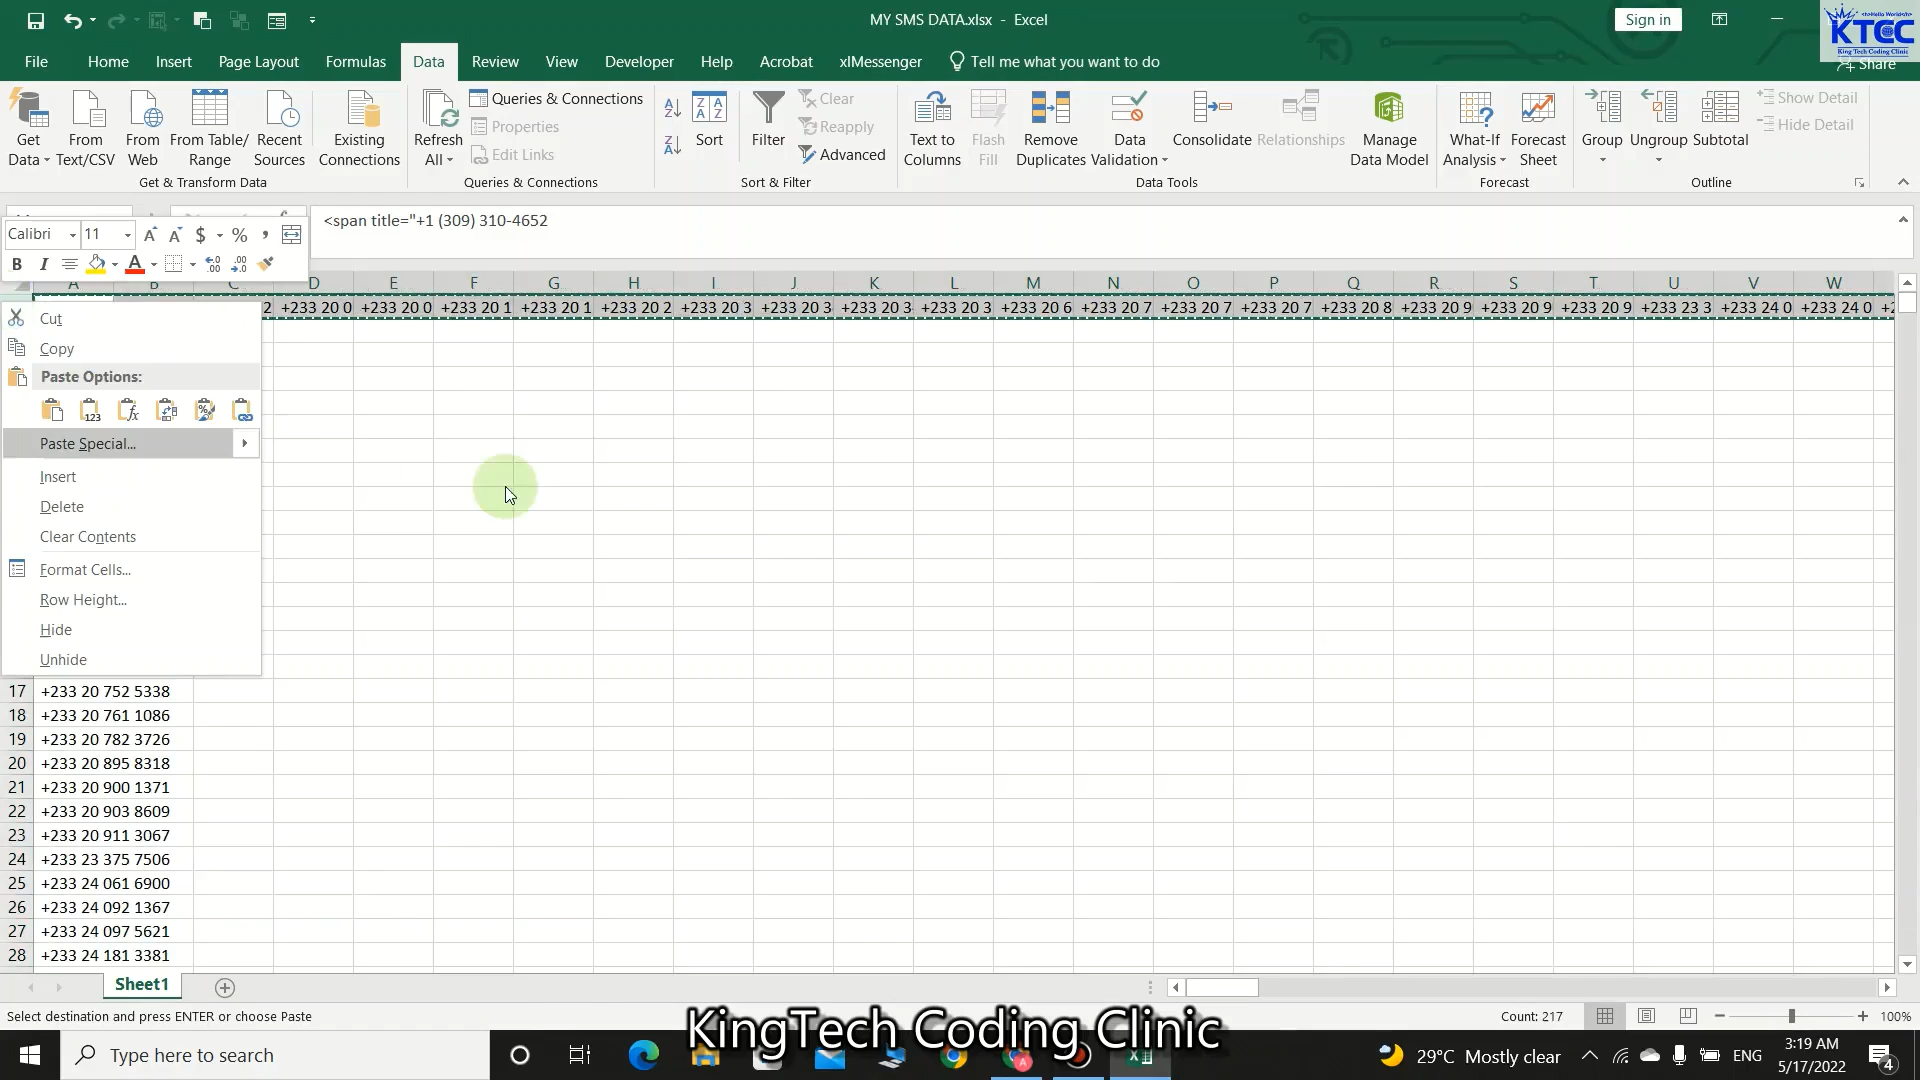 MY SMS DATA.xlsx - Excel
Sign in
KTCC
King Tech Coding Clinic
File Home Insert Page Layout Formulas Data Review View Developer Help Acrobat xlMessenger Tell me what you want to do
Share
Get Data
From Text/CSV
From Web
From Table/ Range
Recent Sources
Existing Connections
Get & Transform Data
Refresh All
Queries & Connections
Properties
Edit Links
Queries & Connections
Sort
Filter
Clear
Reapply
Advanced
Sort & Filter
Text to Columns
Flash Fill
Remove Duplicates
Data Validation
Consolidate
Relationships
Manage Data Model
Data Tools
What-If Analysis
Forecast Sheet
Forecast
Group
Ungroup
Subtotal
Show Detail
Hide Detail
Outline
<span title="+1 (309) 310-4652
Calibri 11 $ % ,
B I A
A B C D E F G H I J K L M N O P Q R S T U V W
2 +233 20 0 +233 20 0 +233 20 1 +233 20 1 +233 20 2 +233 20 3 +233 20 3 +233 20 3 +233 20 3 +233 20 6 +233 20 7 +233 20 7 +233 20 7 +233 20 8 +233 20 9 +233 20 9 +233 20 9 +233 23 3 +233 24 0 +233 24 0
Cut
Copy
Paste Options:
Paste Special...
Insert
Delete
Clear Contents
Format Cells...
Row Height...
Hide
Unhide
17 +233 20 752 5338
18 +233 20 761 1086
19 +233 20 782 3726
20 +233 20 895 8318
21 +233 20 900 1371
22 +233 20 903 8609
23 +233 20 911 3067
24 +233 23 375 7506
25 +233 24 061 6900
26 +233 24 092 1367
27 +233 24 097 5621
28 +233 24 181 3381
Sheet1
Select destination and press ENTER or choose Paste
Count: 217
100%
KingTech Coding Clinic
Type here to search
29°C Mostly clear
ENG
3:19 AM
5/17/2022
4